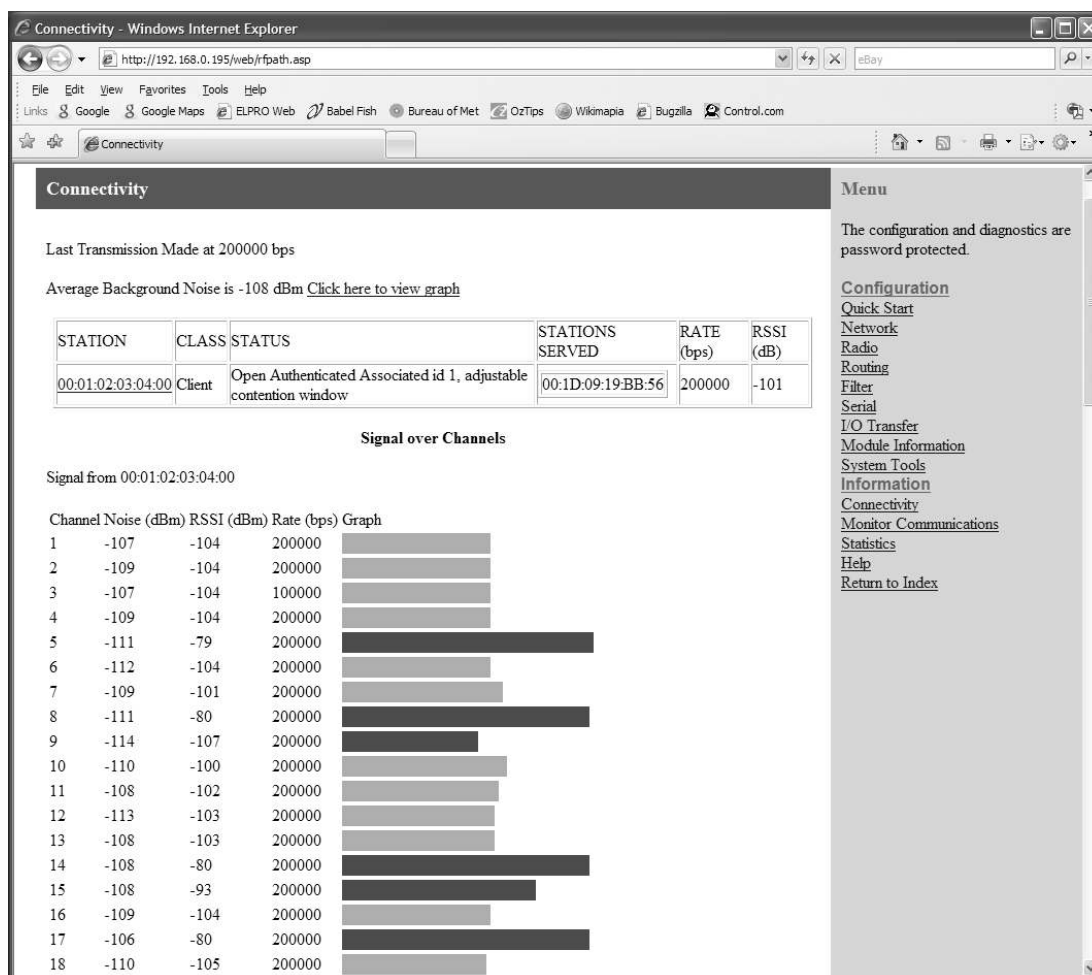 Connectivity - Windows Internet Explorer
http://192.168.0.195/web/rfpath.asp
eBay
File Edit View Favorites Tools Help
Links Google Google Maps ELPRO Web Babel Fish Bureau of Met OzTips Wikimapia Bugzilla Control.com
Connectivity
Connectivity
Last Transmission Made at 200000 bps
Average Background Noise is -108 dBm Click here to view graph
STATION CLASS STATUS STATIONS SERVED RATE (bps) RSSI (dB)
00:01:02:03:04:00 Client Open Authenticated Associated id 1, adjustable contention window 00:1D:09:19:BB:56 200000 -101
Signal over Channels
Signal from 00:01:02:03:04:00
Channel Noise (dBm) RSSI (dBm) Rate (bps) Graph
1 -107 -104 200000
2 -109 -104 200000
3 -107 -104 100000
4 -109 -104 200000
5 -111 -79 200000
6 -112 -104 200000
7 -109 -101 200000
8 -111 -80 200000
9 -114 -107 200000
10 -110 -100 200000
11 -108 -102 200000
12 -113 -103 200000
13 -108 -103 200000
14 -108 -80 200000
15 -108 -93 200000
16 -109 -104 200000
17 -106 -80 200000
18 -110 -105 200000
Menu
The configuration and diagnostics are
password protected.
Configuration
Quick Start
Network
Radio
Routing
Filter
Serial
I/O Transfer
Module Information
System Tools
Information
Connectivity
Monitor Communications
Statistics
Help
Return to Index